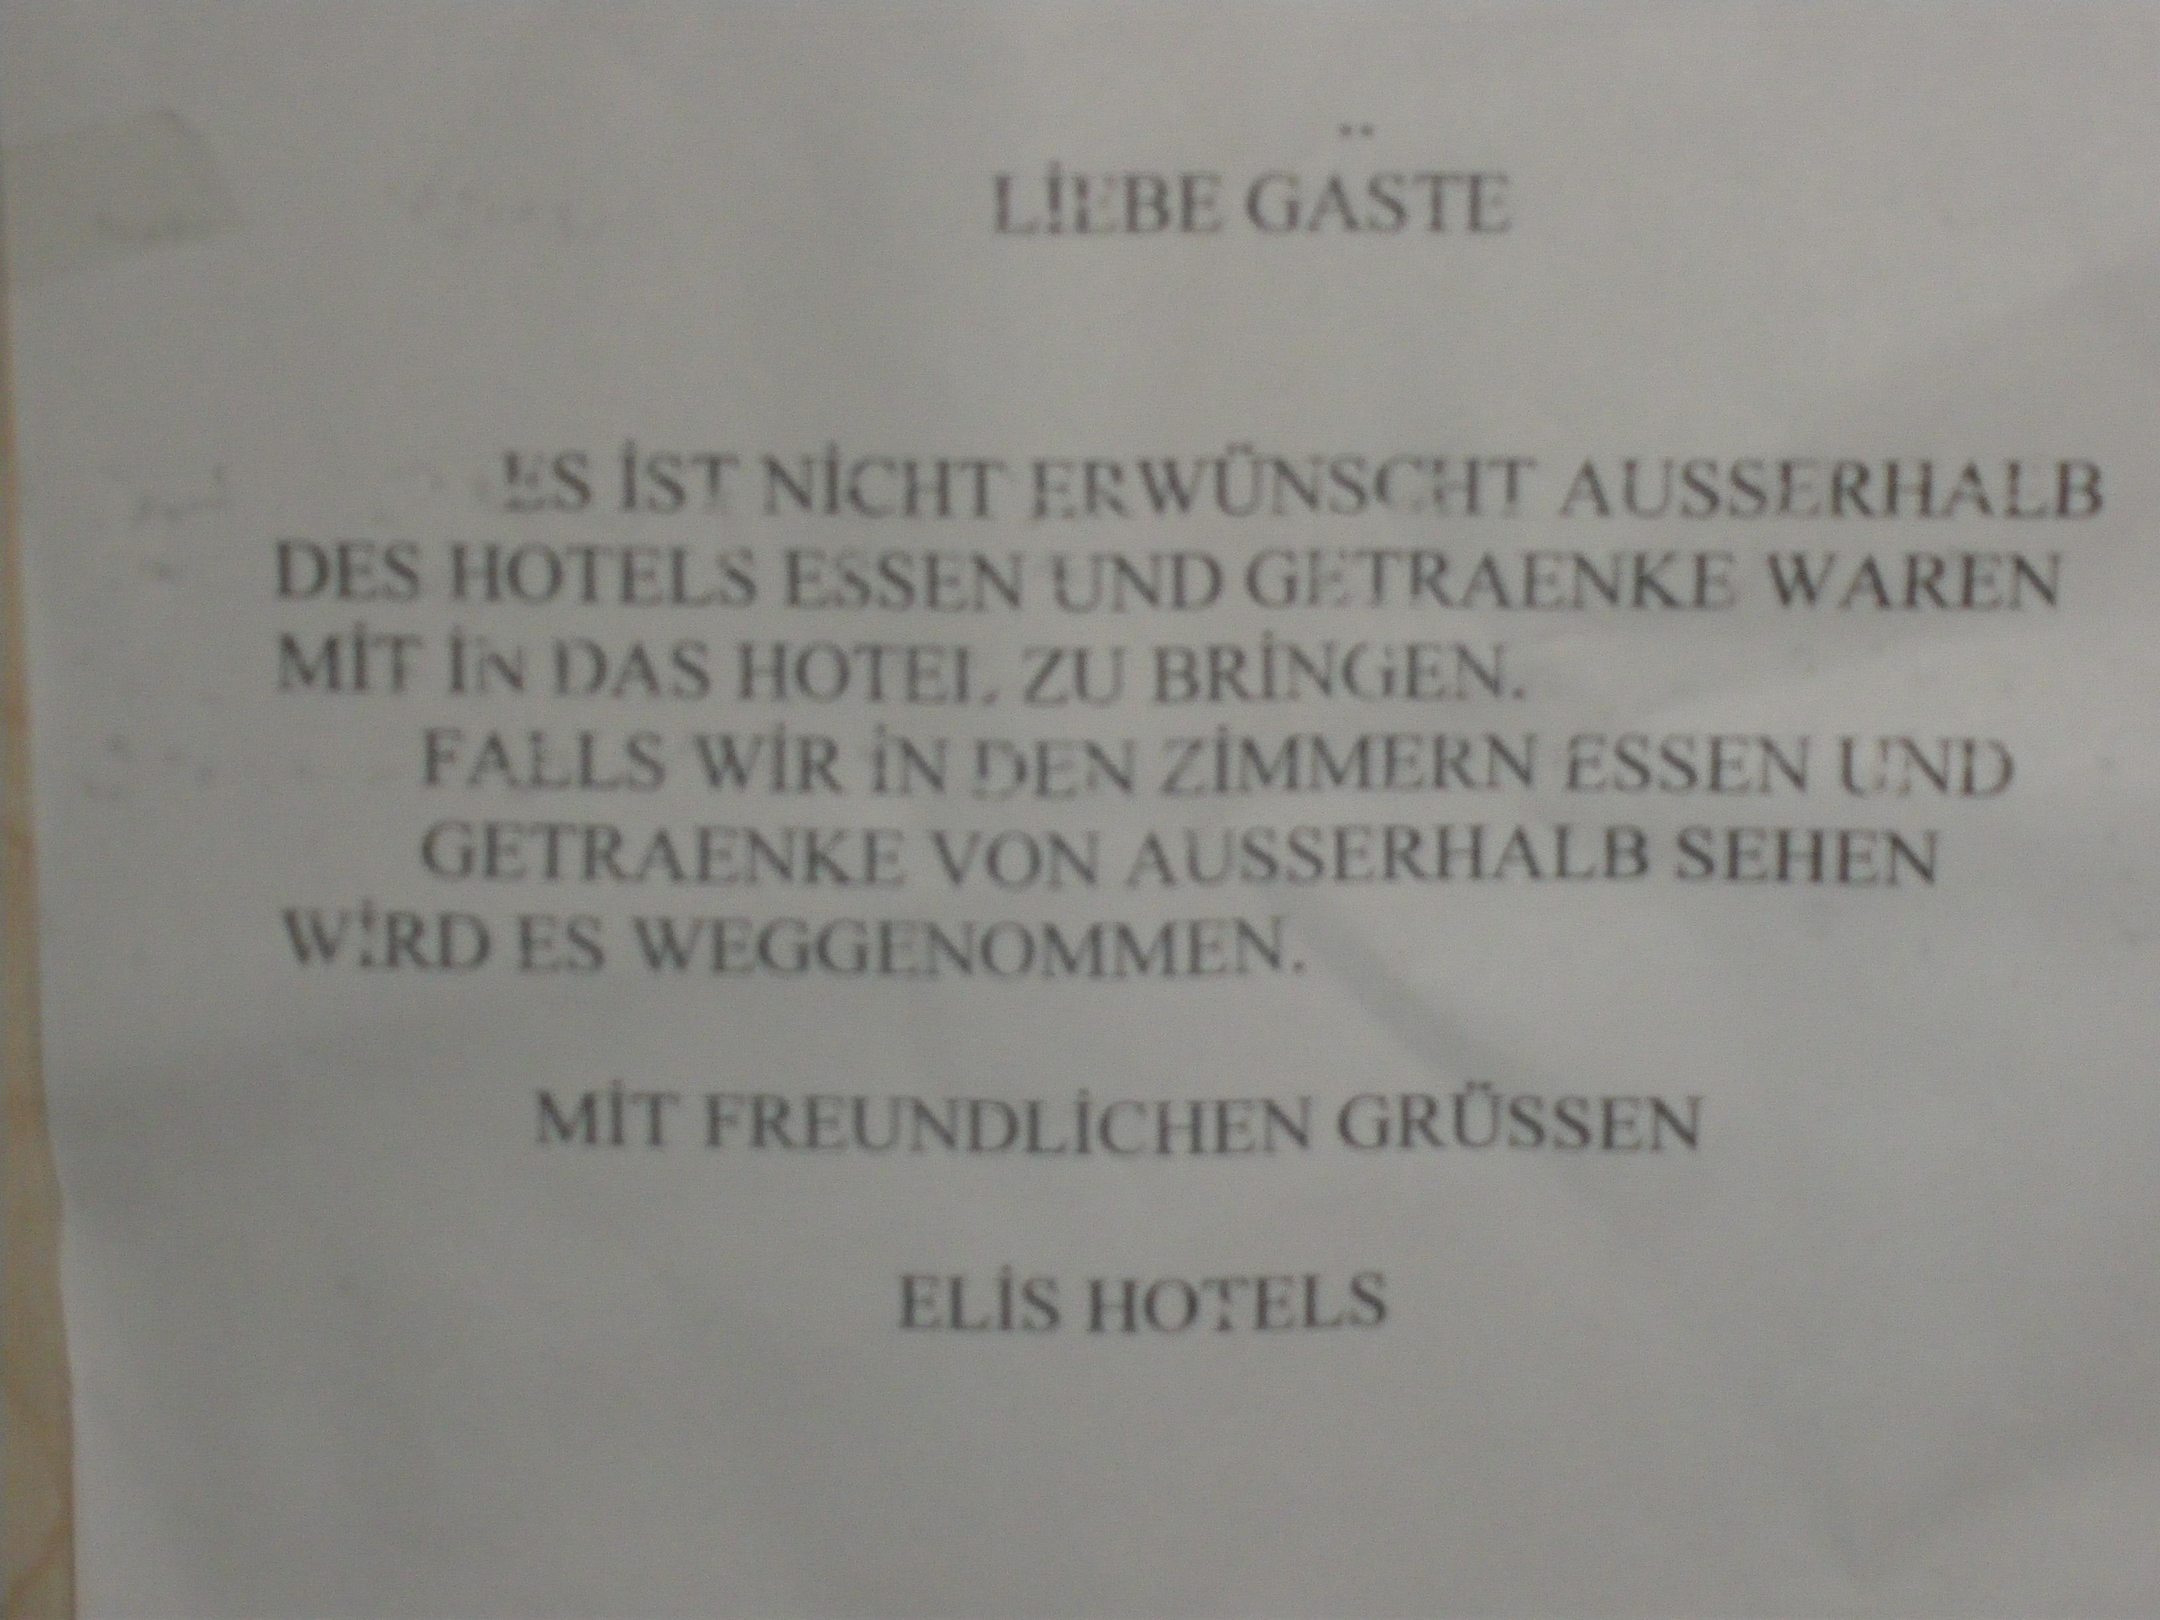 LİEBE GÄSTE
ES İST NİCHT ERWÜNSCHT AUSSERHALB
DES HOTELS ESSEN UND GETRAENKE WAREN
MİT İN DAS HOTEL ZU BRİNGEN.
FALLS WİR İN DEN ZİMMERN ESSEN UND
GETRAENKE VON AUSSERHALB SEHEN
WİRD ES WEGGENOMMEN.
MİT FREUNDLİCHEN GRÜSSEN
ELİS HOTELS